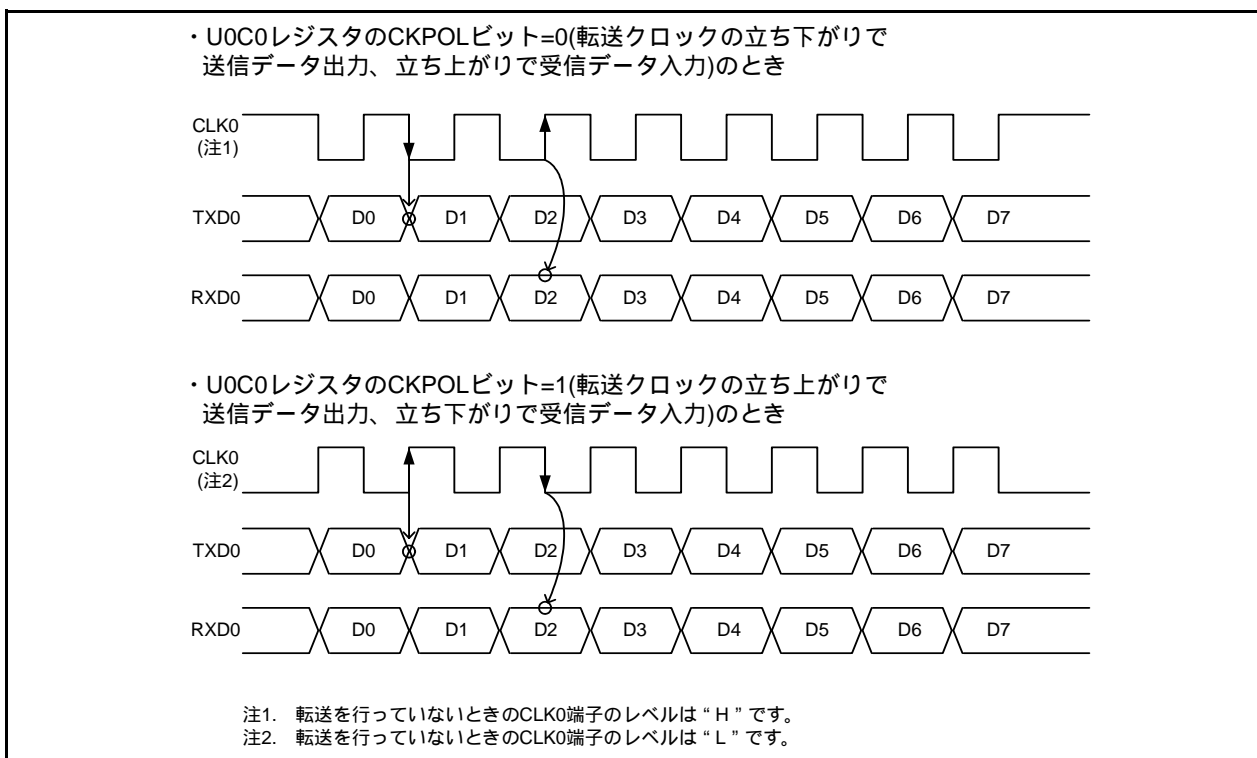 ・U0C0レジスタのCKPOLビット=0(転送クロックの立ち下がりで
送信データ出力、立ち上がりで受信データ入力)のとき
CLK0
(注1)
TXD0 D0 D1 D2 D3 D4 D5 D6 D7
RXD0 D0 D1 D2 D3 D4 D5 D6 D7
・U0C0レジスタのCKPOLビット=1(転送クロックの立ち上がりで
送信データ出力、立ち下がりで受信データ入力)のとき
CLK0
(注2)
TXD0 D0 D1 D2 D3 D4 D5 D6 D7
RXD0 D0 D1 D2 D3 D4 D5 D6 D7
注1. 転送を行っていないときのCLK0端子のレベルは“H”です。
注2. 転送を行っていないときのCLK0端子のレベルは“L”です。